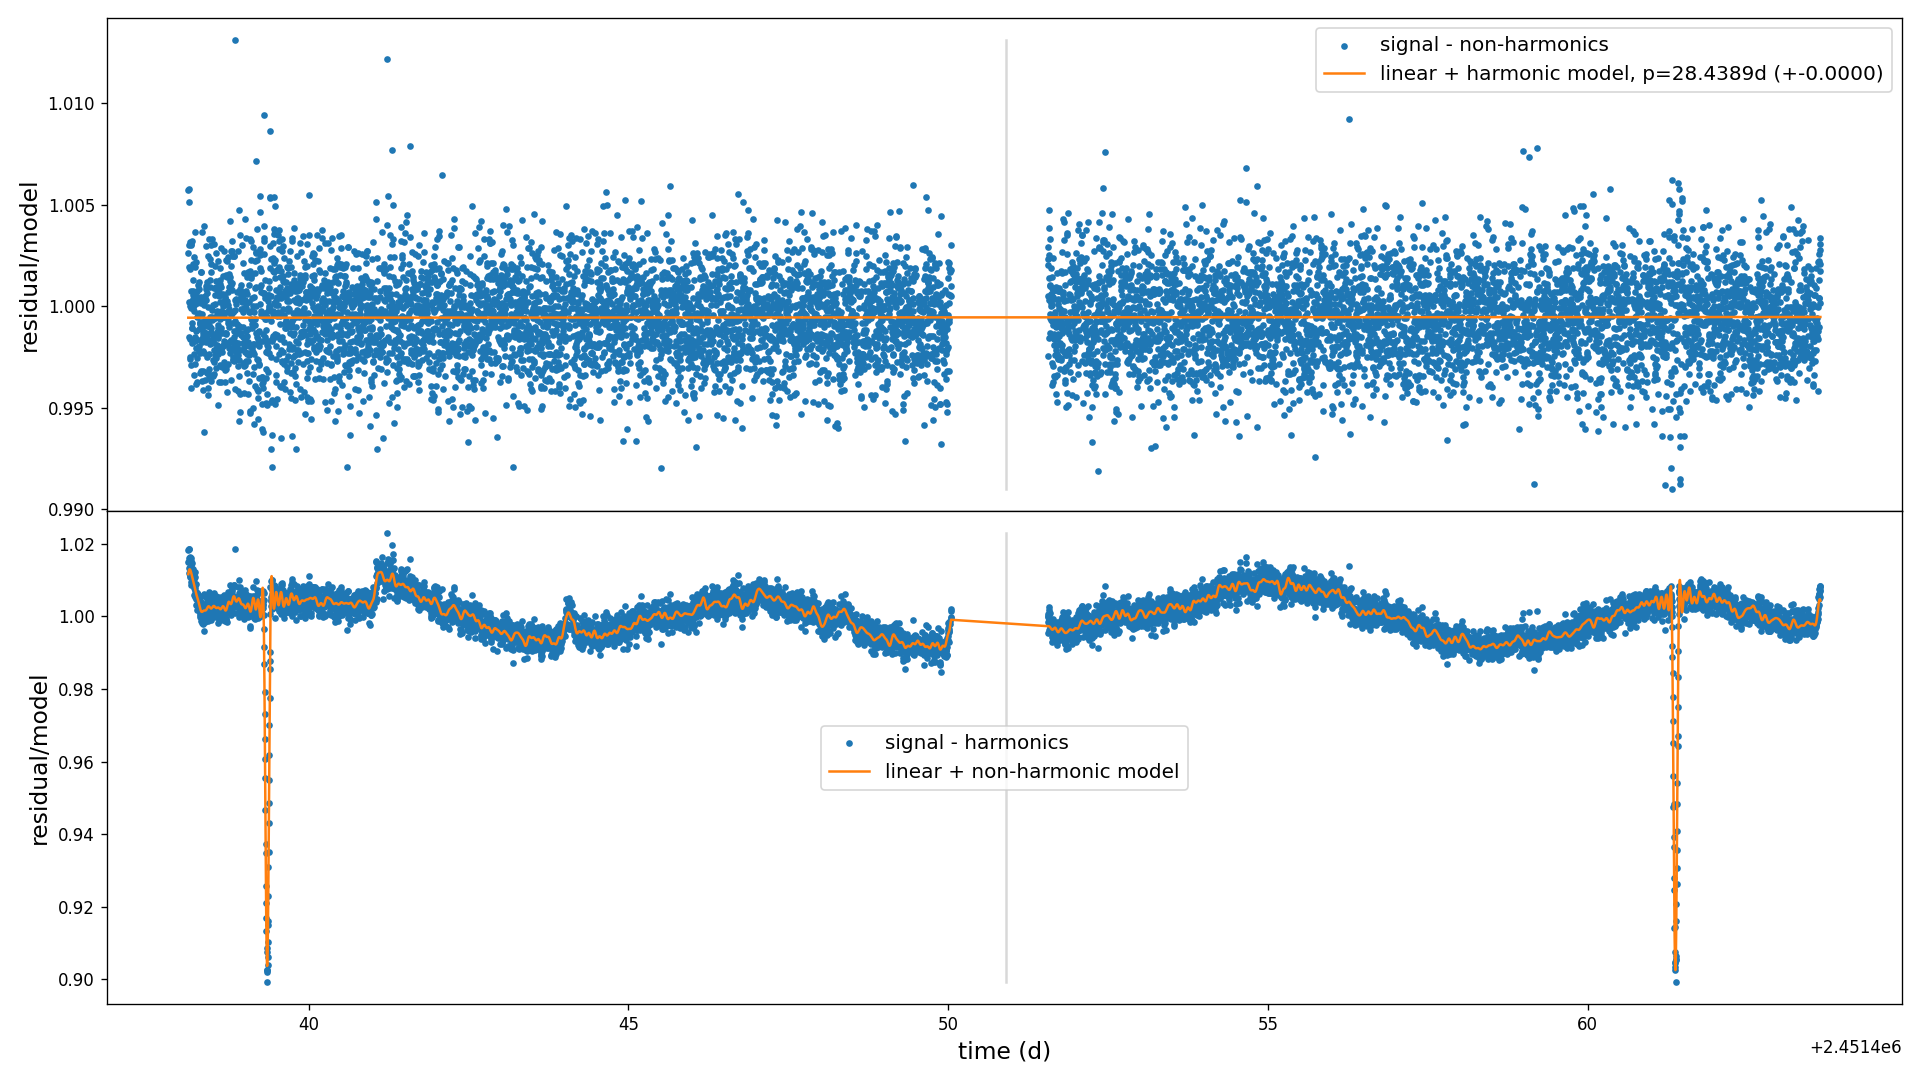 signal - non-harmonics
linear + harmonic model, p=28.4389d (+-0.0000)
1.010
1.005
1.000
0.995
0.990
residual/model
1.02
1.00
0.98
0.96
0.94
0.92
0.90
residual/model
signal - harmonics
linear + non-harmonic model
40
45
50
55
60
time (d)
+2.4514e6